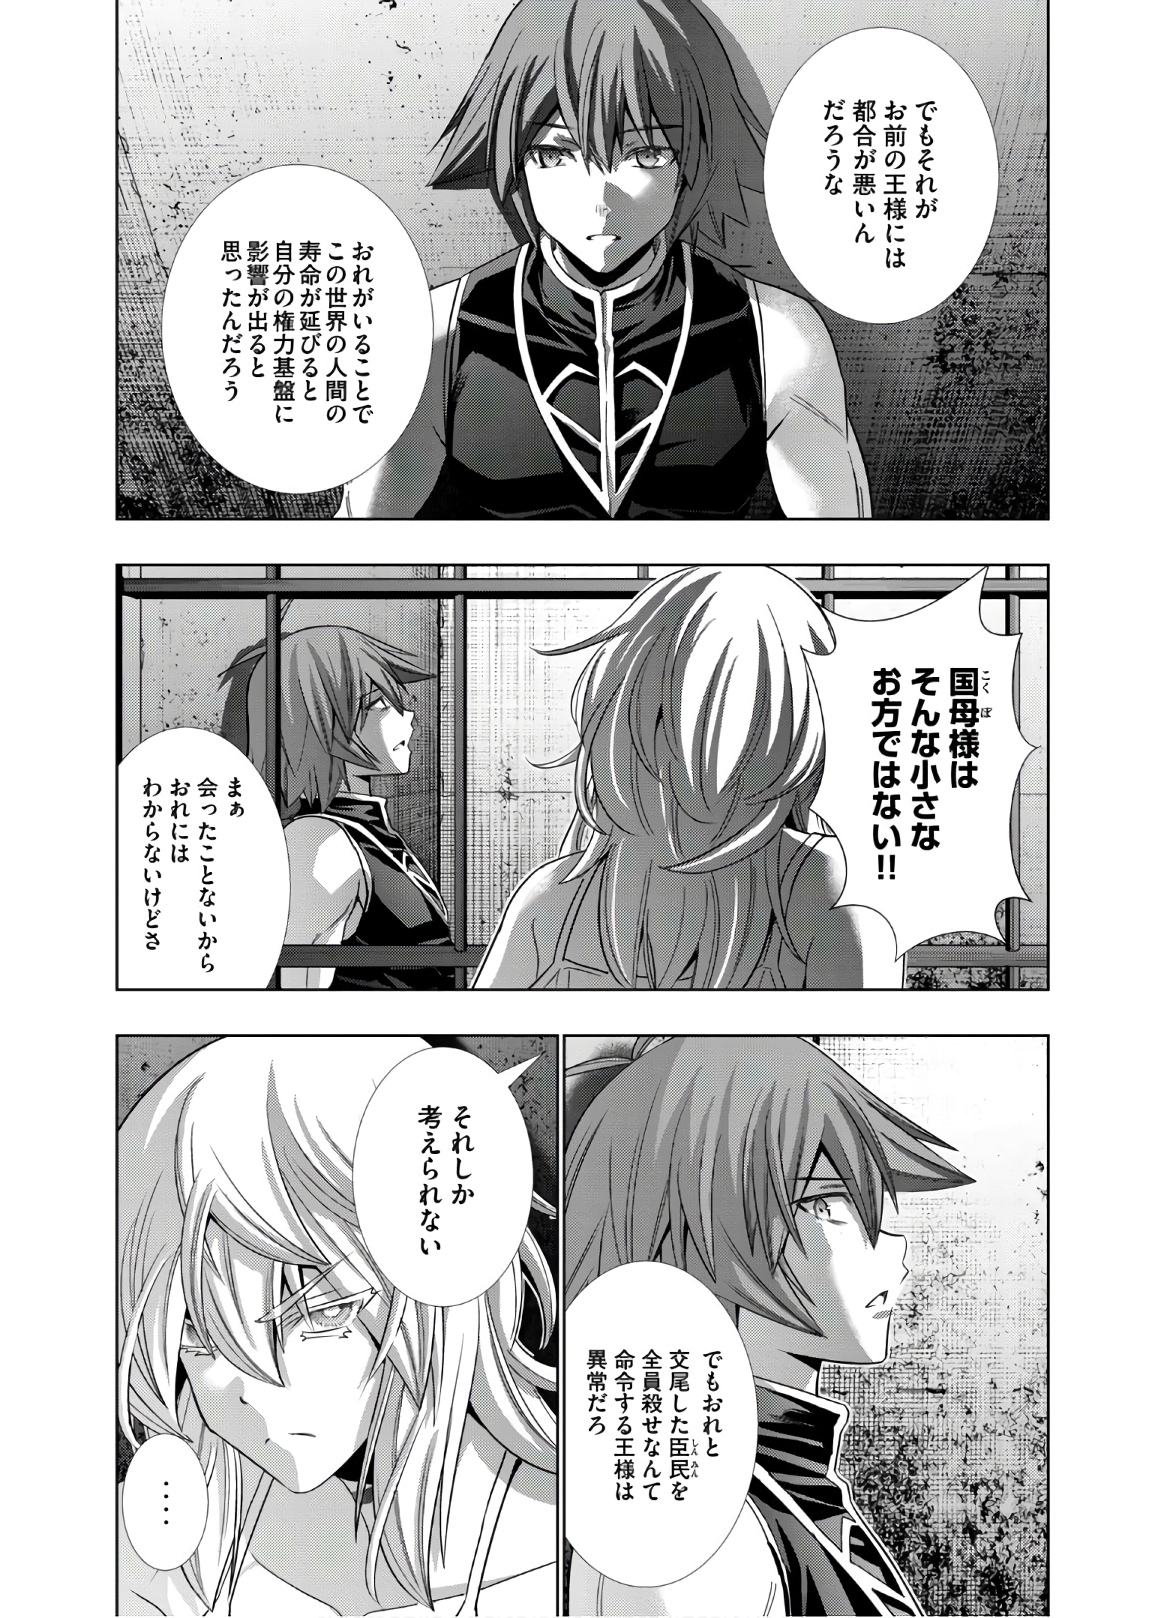 でもそれが
お前の王様には
都合が悪いん
だろうな
おれがいることで
この世界の人間の
寿命が延びると
自分の権力基盤に
影響が出ると
思ったんだろう
国母様は
こくぼ
そんな小さな
お方ではない!!
まぁ
会ったことないから
おれには
わからないけどさ
でもおれと
交尾した臣民を
しんみん
全員殺せなんて
命令する王様は
異常だろ
それしか
考えられない
・・・・